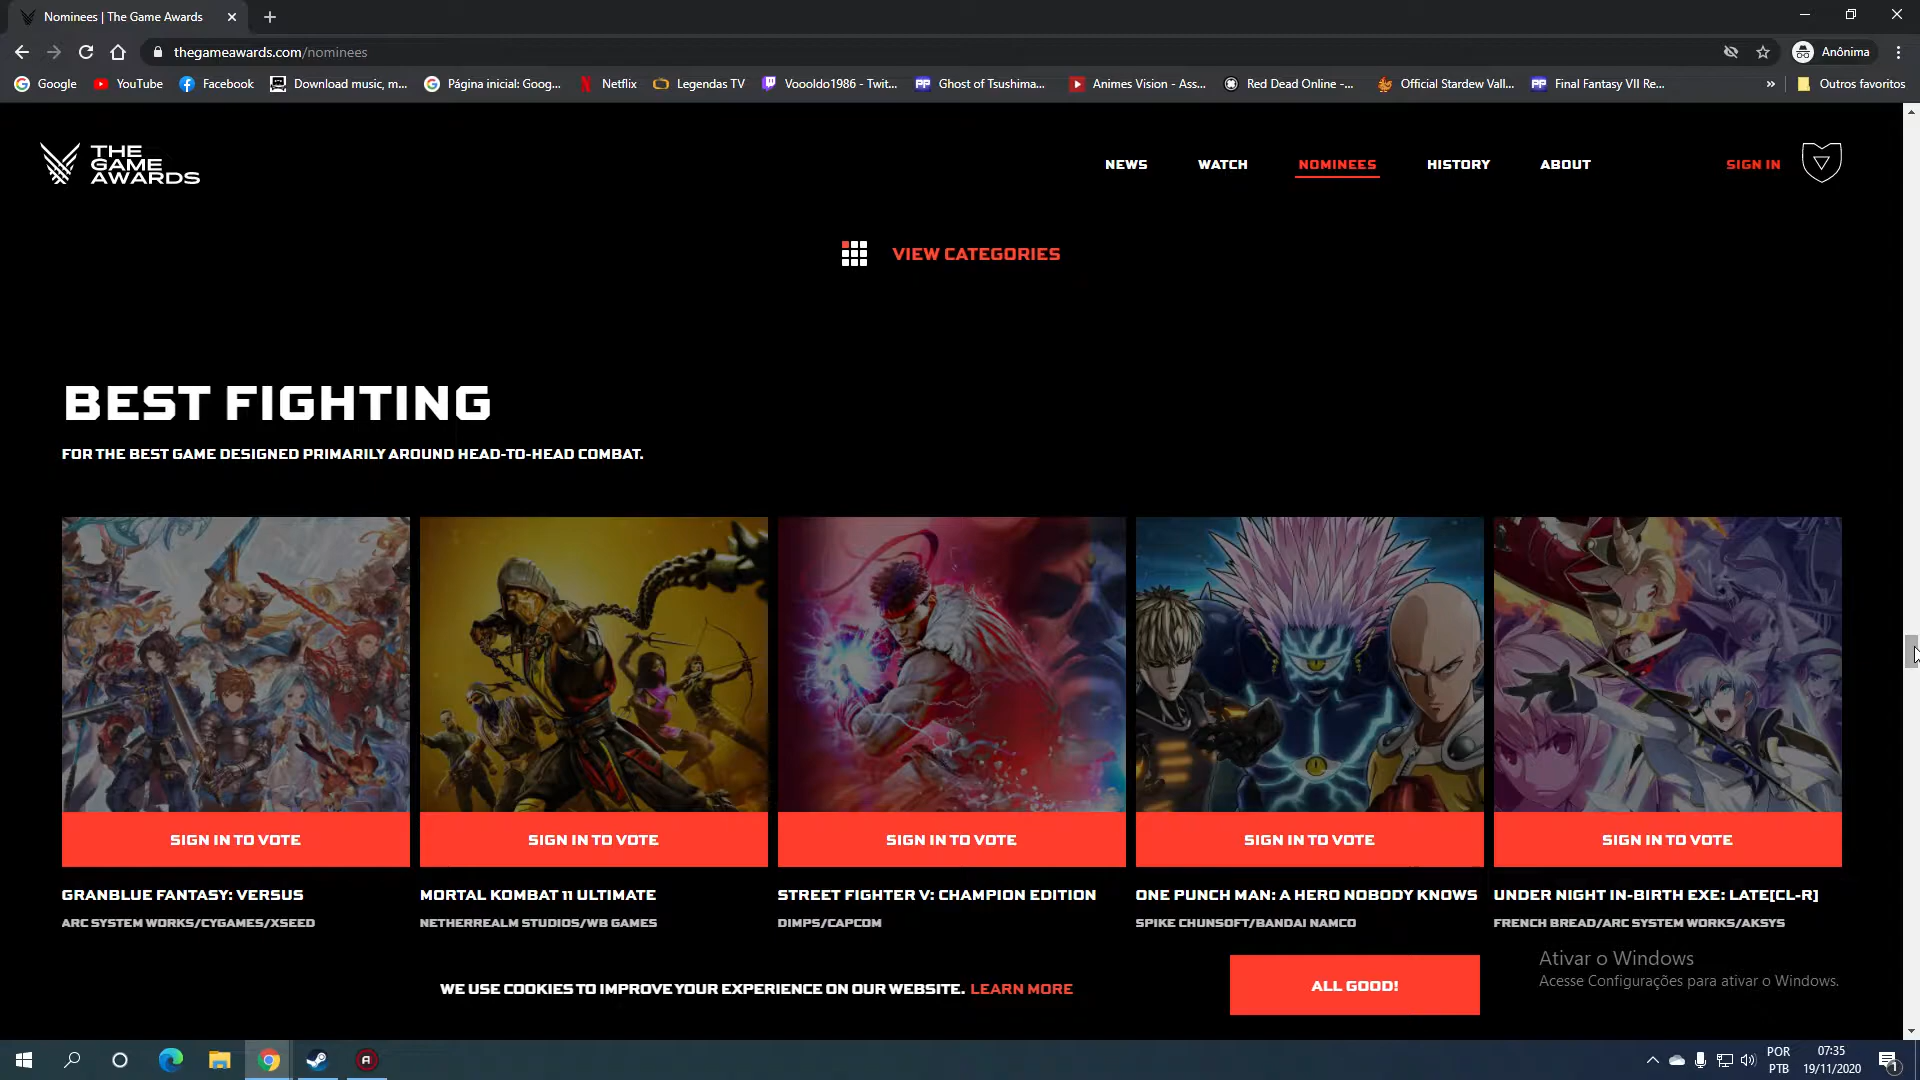 Nominees | The Game Awards
thegameawards.com/nominees
Anônima
Google YouTube Facebook Download music, m... Página inicial: Goog... Netflix Legendas TV Voooldo1986 - Twit... Ghost of Tsushima... Animes Vision - Ass... Red Dead Online -... Official Stardew Vall... Final Fantasy VII Re... » Outros favoritos
THE
GAME
AWARDS
NEWS WATCH NOMINEES HISTORY ABOUT SIGN IN
VIEW CATEGORIES
BEST FIGHTING
FOR THE BEST GAME DESIGNED PRIMARILY AROUND HEAD-TO-HEAD COMBAT.
SIGN IN TO VOTE SIGN IN TO VOTE SIGN IN TO VOTE SIGN IN TO VOTE SIGN IN TO VOTE
GRANBLUE FANTASY: VERSUS MORTAL KOMBAT 11 ULTIMATE STREET FIGHTER V: CHAMPION EDITION ONE PUNCH MAN: A HERO NOBODY KNOWS UNDER NIGHT IN-BIRTH EXE: LATE[CL-R]
ARC SYSTEM WORKS/CYGAMES/XSEED NETHERREALM STUDIOS/WB GAMES DIMPS/CAPCOM SPIKE CHUNSOFT/BANDAI NAMCO FRENCH BREAD/ARC SYSTEM WORKS/AKSYS
Ativar o Windows
Acesse Configurações para ativar o Windows.
WE USE COOKIES TO IMPROVE YOUR EXPERIENCE ON OUR WEBSITE. LEARN MORE ALL GOOD!
POR 07:35
PTB 19/11/2020 1